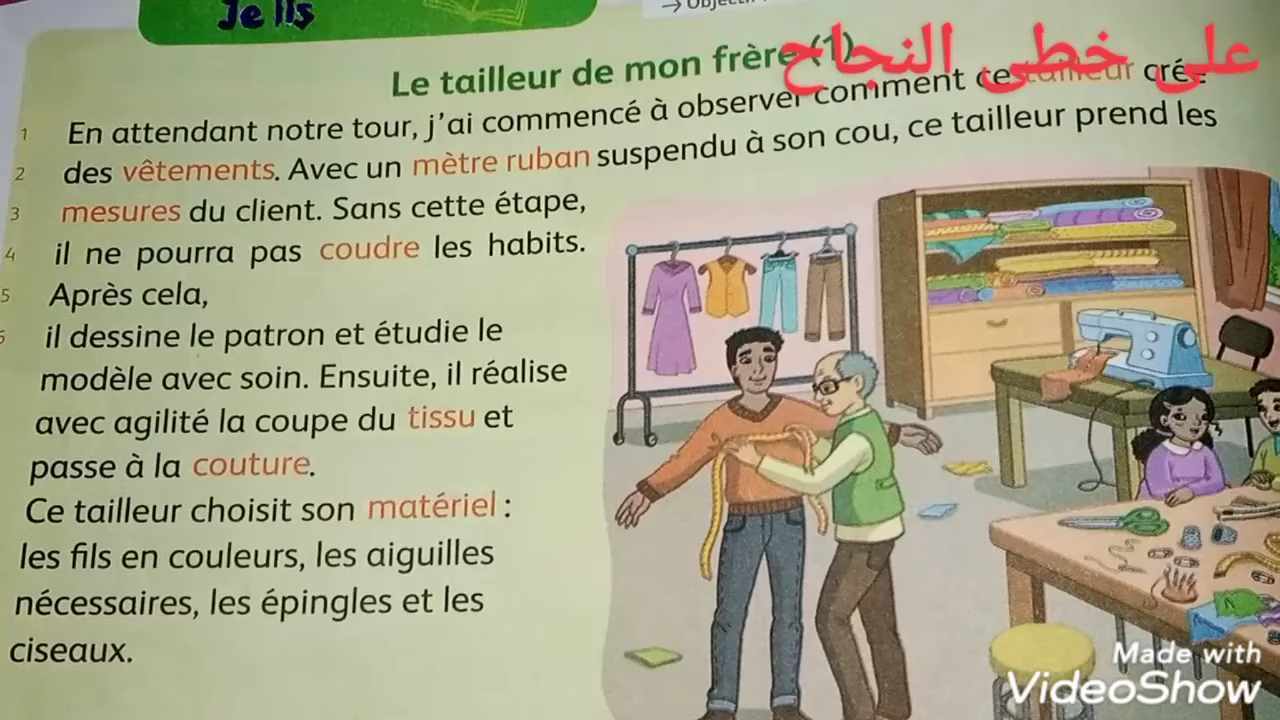 Je lis
Le tailleur de mon frère (1)
على خطى النجاح
1 En attendant notre tour, j'ai commencé à observer comment ce tailleur
2 des vêtements. Avec un mètre ruban suspendu à son cou, ce tailleur prend les
3 mesures du client. Sans cette étape,
4 il ne pourra pas coudre les habits.
5 Après cela,
il dessine le patron et étudie le
modèle avec soin. Ensuite, il réalise
avec agilité la coupe du tissu et
passe à la couture.
Ce tailleur choisit son matériel :
les fils en couleurs, les aiguilles
nécessaires, les épingles et les
ciseaux.
Made with
VideoShow